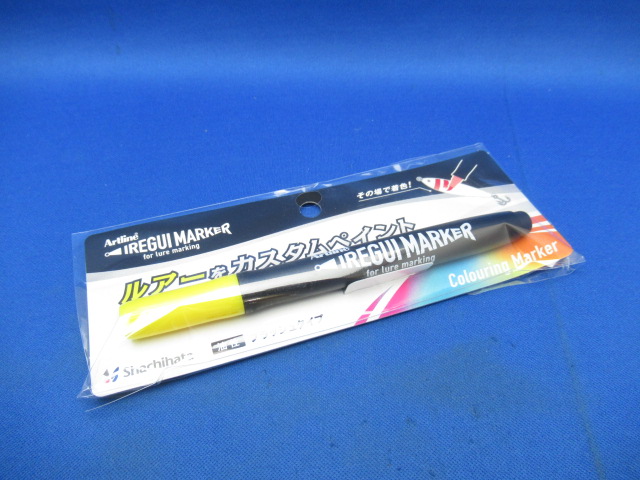 その場で着色!
Artline
IREGUI MARKER
for lure marking
ルアーをカスタムペイント
IREGUI MARKER
for lure marking
Colouring Marker
Shachihata